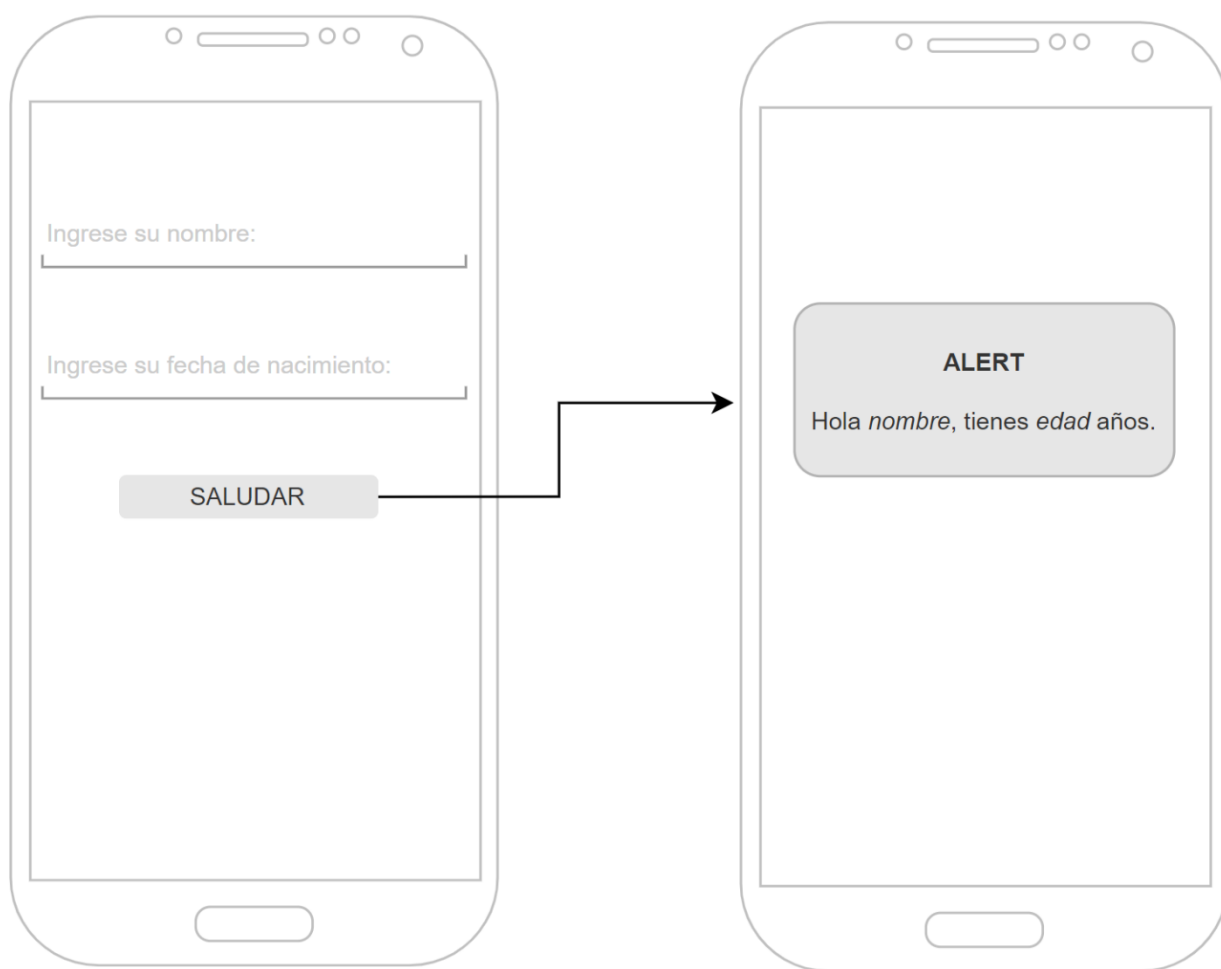 Ingrese su nombre:
Ingrese su fecha de nacimiento:
SALUDAR
ALERT
Hola nombre, tienes edad años.